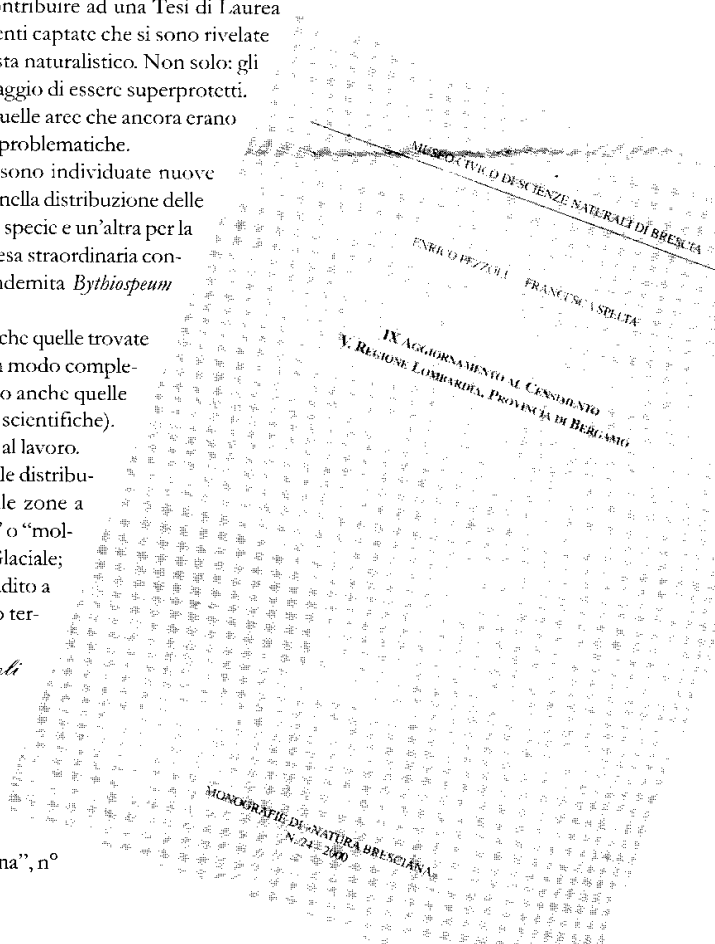 ontribuire ad una Tesi di Laurea
enti captate che si sono rivelate
sta naturalistico. Non solo: gli
aggio di essere superprotetti.
uelle aree che ancora erano
problematiche.
sono individuate nuove
nella distribuzione delle
specie e un'altra per la
esa straordinaria con-
ndemita Bythiospeum
che quelle trovate
n modo comple-
o anche quelle
scientifiche).
al lavoro.
le distribu-
lle zone a
” o “mol-
Glaciale;
adito a
o ter-
na”, n°
MUSEO CIVICO DI SCIENZE NATURALI DI BRESCIA
ENRICO PEZZOLI FRANCESCA SPELTA
IX AGGIORNAMENTO AL CENSIMENTO
V. REGIONE LOMBARDIA, PROVINCIA DI BERGAMO
MONOGRAFIE DI «NATURA BRESCIANA»
N. 24 - 2000